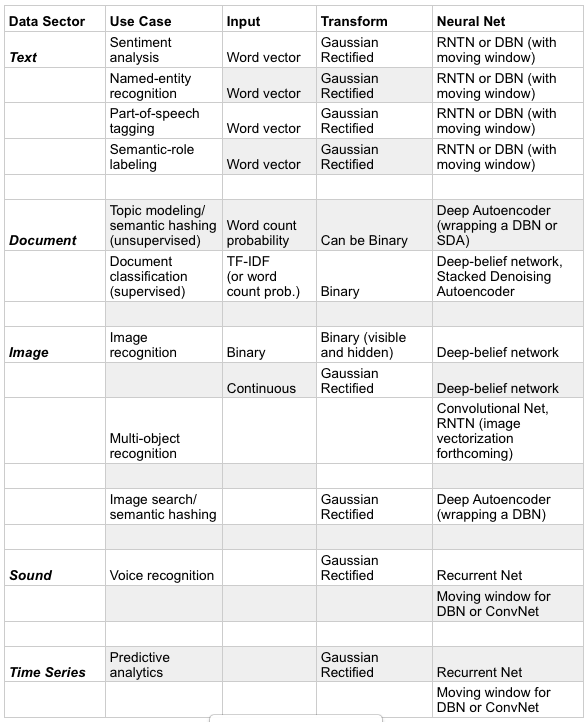 Data Sector Use Case Input Transform Neural Net
Text Sentiment analysis Word vector Gaussian Rectified RNTN or DBN (with moving window)
Named-entity recognition Word vector Gaussian Rectified RNTN or DBN (with moving window)
Part-of-speech tagging Word vector Gaussian Rectified RNTN or DBN (with moving window)
Semantic-role labeling Word vector Gaussian Rectified RNTN or DBN (with moving window)
Document Topic modeling/ semantic hashing (unsupervised) Word count probability Can be Binary Deep Autoencoder (wrapping a DBN or SDA)
Document classification (supervised) TF-IDF (or word count prob.) Binary Deep-belief network, Stacked Denoising Autoencoder
Image Image recognition Binary Binary (visible and hidden) Deep-belief network
Continuous Gaussian Rectified Deep-belief network
Multi-object recognition Convolutional Net, RNTN (image vectorization forthcoming)
Image search/ semantic hashing Gaussian Rectified Deep Autoencoder (wrapping a DBN)
Sound Voice recognition Gaussian Rectified Recurrent Net
Moving window for DBN or ConvNet
Time Series Predictive analytics Gaussian Rectified Recurrent Net
Moving window for DBN or ConvNet